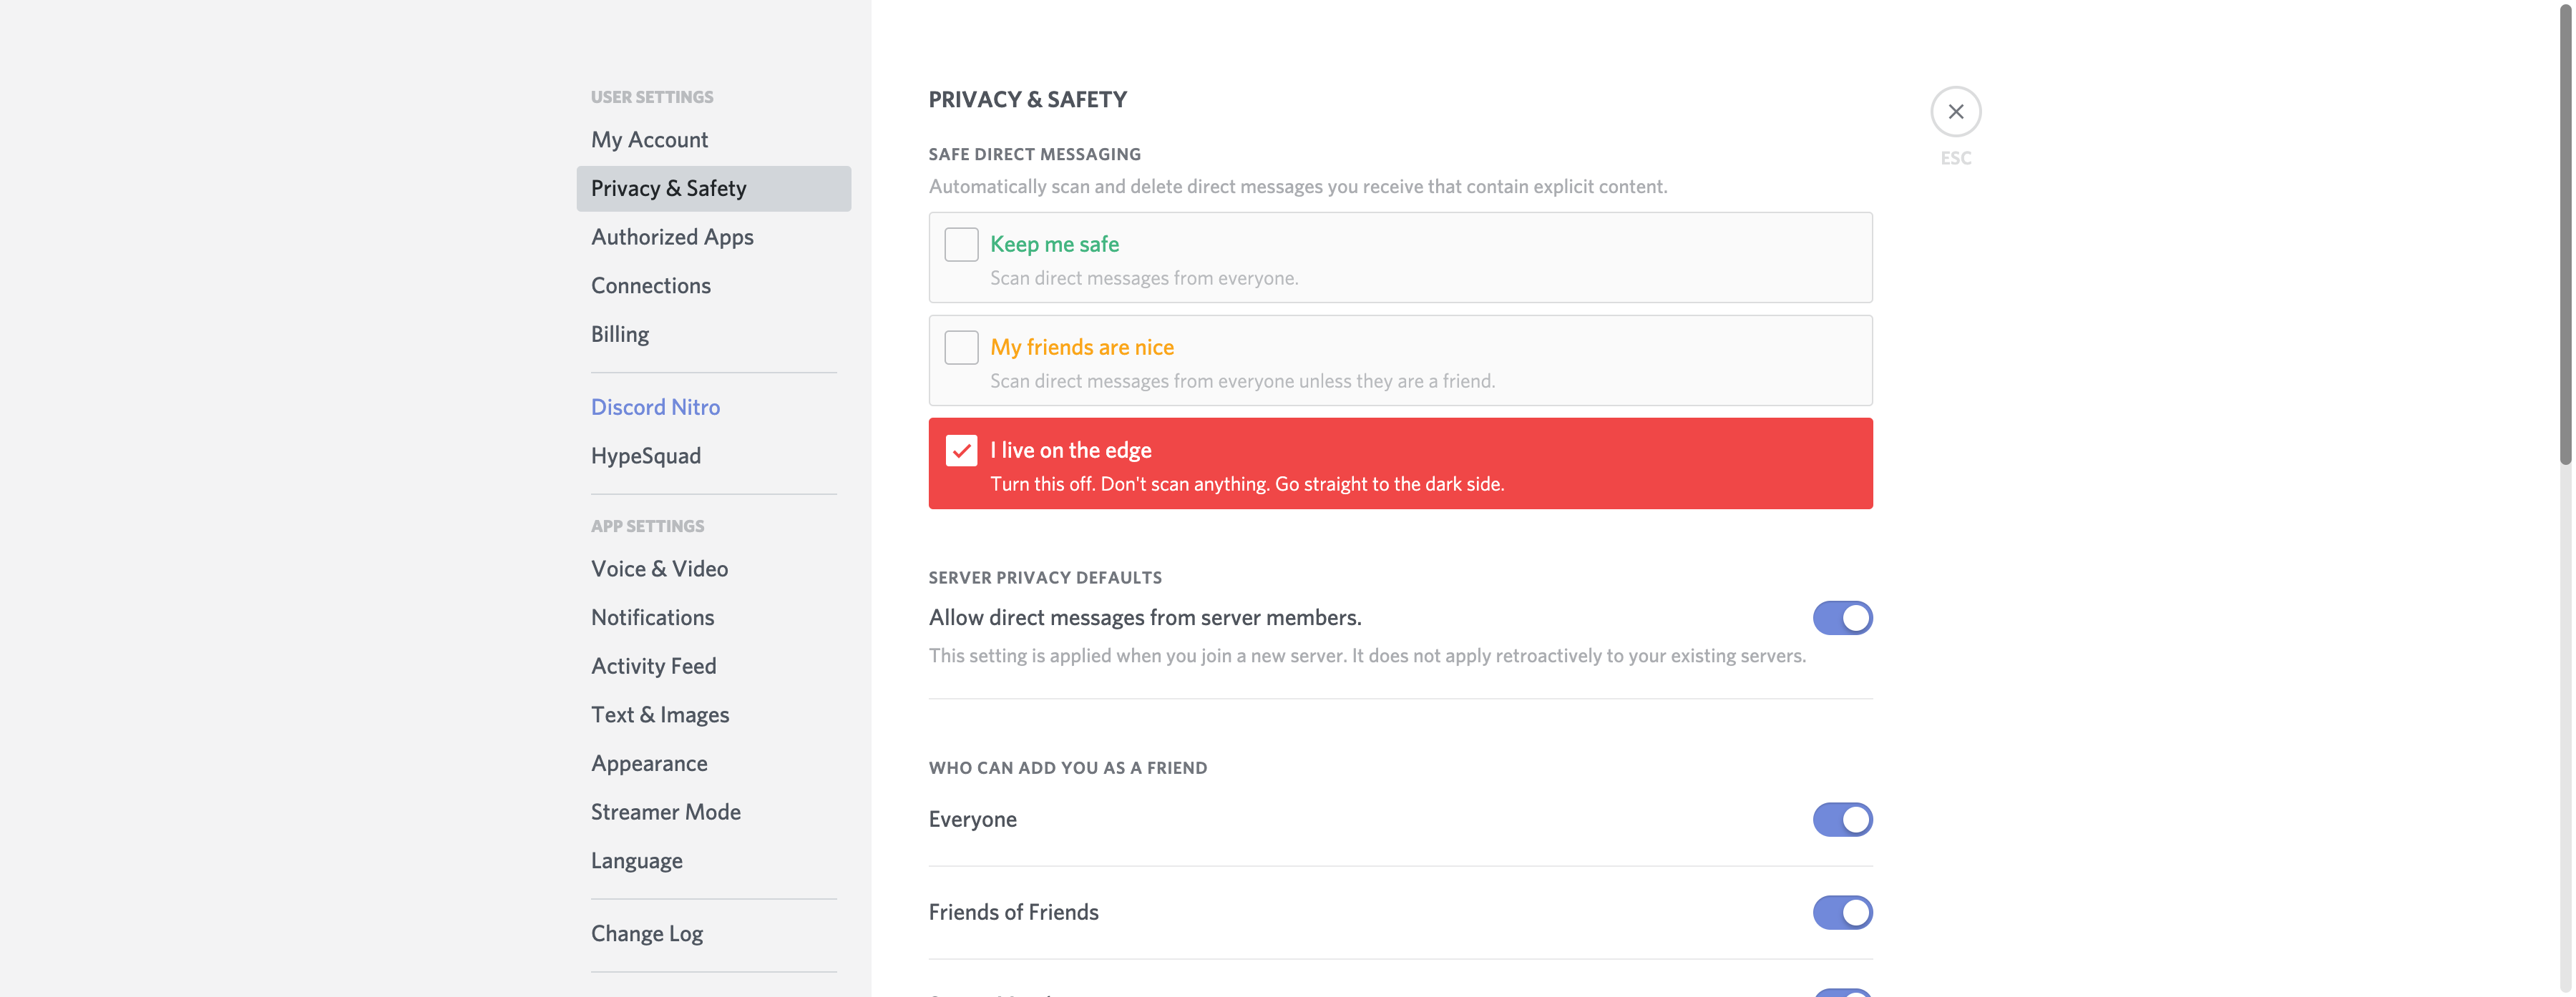 USER SETTINGS
My Account
Privacy & Safety
Authorized Apps
Connections
Billing
Discord Nitro
HypeSquad
APP SETTINGS
Voice & Video
Notifications
Activity Feed
Text & Images
Appearance
Streamer Mode
Language
Change Log
PRIVACY & SAFETY
SAFE DIRECT MESSAGING
Automatically scan and delete direct messages you receive that contain explicit content.
Keep me safe
Scan direct messages from everyone.
My friends are nice
Scan direct messages from everyone unless they are a friend.
I live on the edge
Turn this off. Don't scan anything. Go straight to the dark side.
SERVER PRIVACY DEFAULTS
Allow direct messages from server members.
This setting is applied when you join a new server. It does not apply retroactively to your existing servers.
WHO CAN ADD YOU AS A FRIEND
Everyone
Friends of Friends
ESC